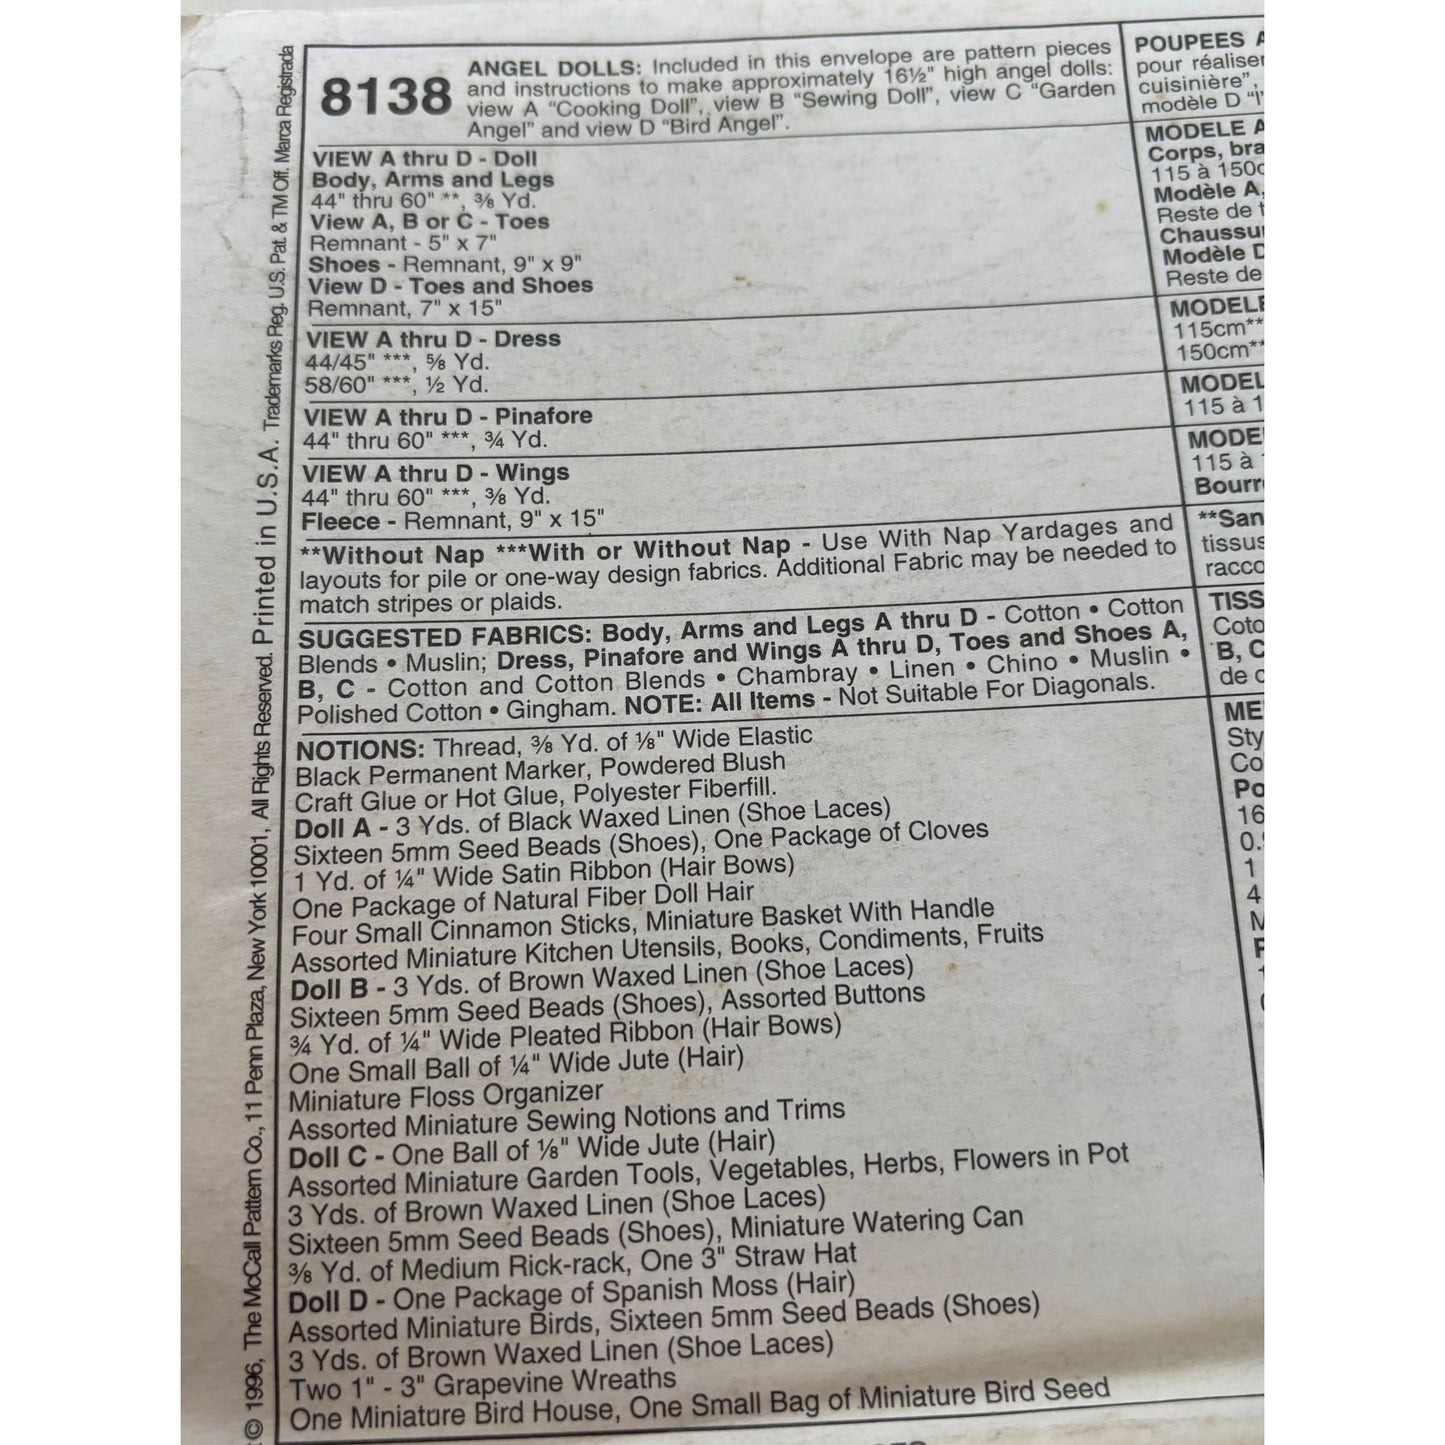 8138
ANGEL DOLLS: Included in this envelope are pattern pieces
and instructions to make approximately 16½" high angel dolls:
view A "Cooking Doll", view B "Sewing Doll", view C "Garden
Angel" and view D "Bird Angel".
VIEW A thru D - Doll
Body, Arms and Legs
44" thru 60" **, ⅜ Yd.
View A, B or C - Toes
Remnant - 5" x 7"
Shoes - Remnant, 9" x 9"
View D - Toes and Shoes
Remnant, 7" x 15"
VIEW A thru D - Dress
44/45" ***, ⅝ Yd.
58/60" ***, ½ Yd.
VIEW A thru D - Pinafore
44" thru 60" ***, ¾ Yd.
VIEW A thru D - Wings
44" thru 60" ***, ⅜ Yd.
Fleece - Remnant, 9" x 15"
**Without Nap ***With or Without Nap - Use With Nap Yardages and
layouts for pile or one-way design fabrics. Additional Fabric may be needed to
match stripes or plaids.
SUGGESTED FABRICS: Body, Arms and Legs A thru D - Cotton • Cotton
Blends • Muslin; Dress, Pinafore and Wings A thru D, Toes and Shoes A,
B, C - Cotton and Cotton Blends • Chambray • Linen • Chino • Muslin •
Polished Cotton • Gingham. NOTE: All Items - Not Suitable For Diagonals.
NOTIONS: Thread, ⅜ Yd. of ⅛" Wide Elastic
Black Permanent Marker, Powdered Blush
Craft Glue or Hot Glue, Polyester Fiberfill.
Doll A - 3 Yds. of Black Waxed Linen (Shoe Laces)
Sixteen 5mm Seed Beads (Shoes), One Package of Cloves
1 Yd. of ¼" Wide Satin Ribbon (Hair Bows)
One Package of Natural Fiber Doll Hair
Four Small Cinnamon Sticks, Miniature Basket With Handle
Assorted Miniature Kitchen Utensils, Books, Condiments, Fruits
Doll B - 3 Yds. of Brown Waxed Linen (Shoe Laces)
Sixteen 5mm Seed Beads (Shoes), Assorted Buttons
¾ Yd. of ¼" Wide Pleated Ribbon (Hair Bows)
One Small Ball of ¼" Wide Jute (Hair)
Miniature Floss Organizer
Assorted Miniature Sewing Notions and Trims
Doll C - One Ball of ⅛" Wide Jute (Hair)
Assorted Miniature Garden Tools, Vegetables, Herbs, Flowers in Pot
3 Yds. of Brown Waxed Linen (Shoe Laces)
Sixteen 5mm Seed Beads (Shoes), Miniature Watering Can
⅜ Yd. of Medium Rick-rack, One 3" Straw Hat
Doll D - One Package of Spanish Moss (Hair)
Assorted Miniature Birds, Sixteen 5mm Seed Beads (Shoes)
3 Yds. of Brown Waxed Linen (Shoe Laces)
Two 1" - 3" Grapevine Wreaths
One Miniature Bird House, One Small Bag of Miniature Bird Seed
© 1996, The McCall Pattern Co., 11 Penn Plaza, New York 10001, All Rights Reserved. Printed in U.S.A. Trademarks Reg. U.S. Pat. & TM Off. Marca Registrada
POUPEES
pour réaliser
cuisinière",
modèle D
MODELE A
Corps,
115 à 150c
Modèle A,
Reste de
Modèle
Reste de
115cm**
150cm**
115 à 1
115 à
**San
B, C
de
16
1
4